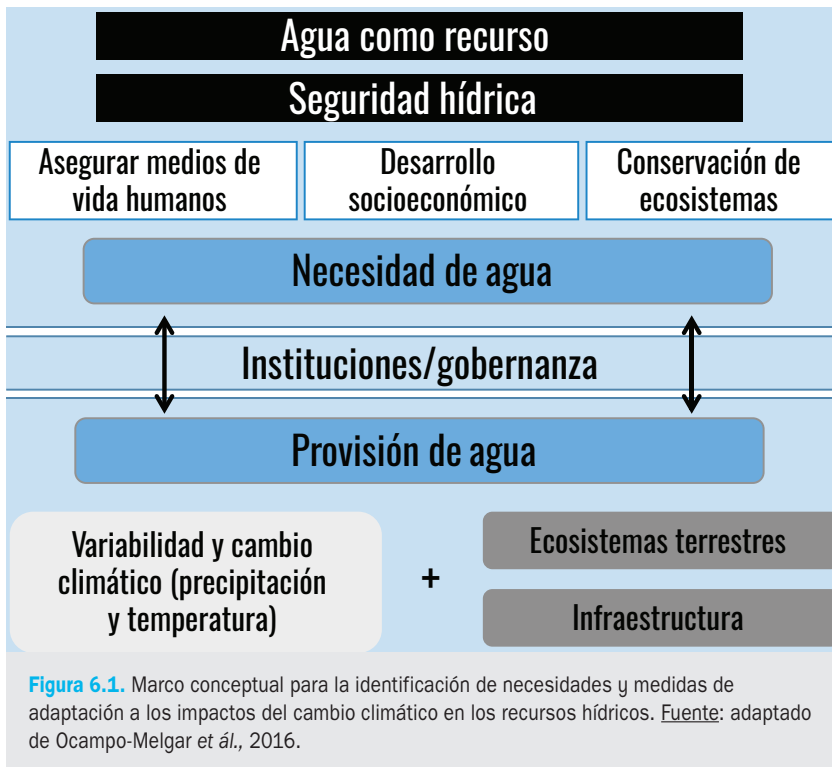 Agua como recurso
Seguridad hídrica
Asegurar medios de
vida humanos
Desarrollo
socioeconómico
Conservación de
ecosistemas
Necesidad de agua
Instituciones/gobernanza
Provisión de agua
Variabilidad y cambio
climático (precipitación
y temperatura)
+
Ecosistemas terrestres
Infraestructura
Figura 6.1. Marco conceptual para la identificación de necesidades y medidas de
adaptación a los impactos del cambio climático en los recursos hídricos. Fuente: adaptado
de Ocampo-Melgar et ál., 2016.